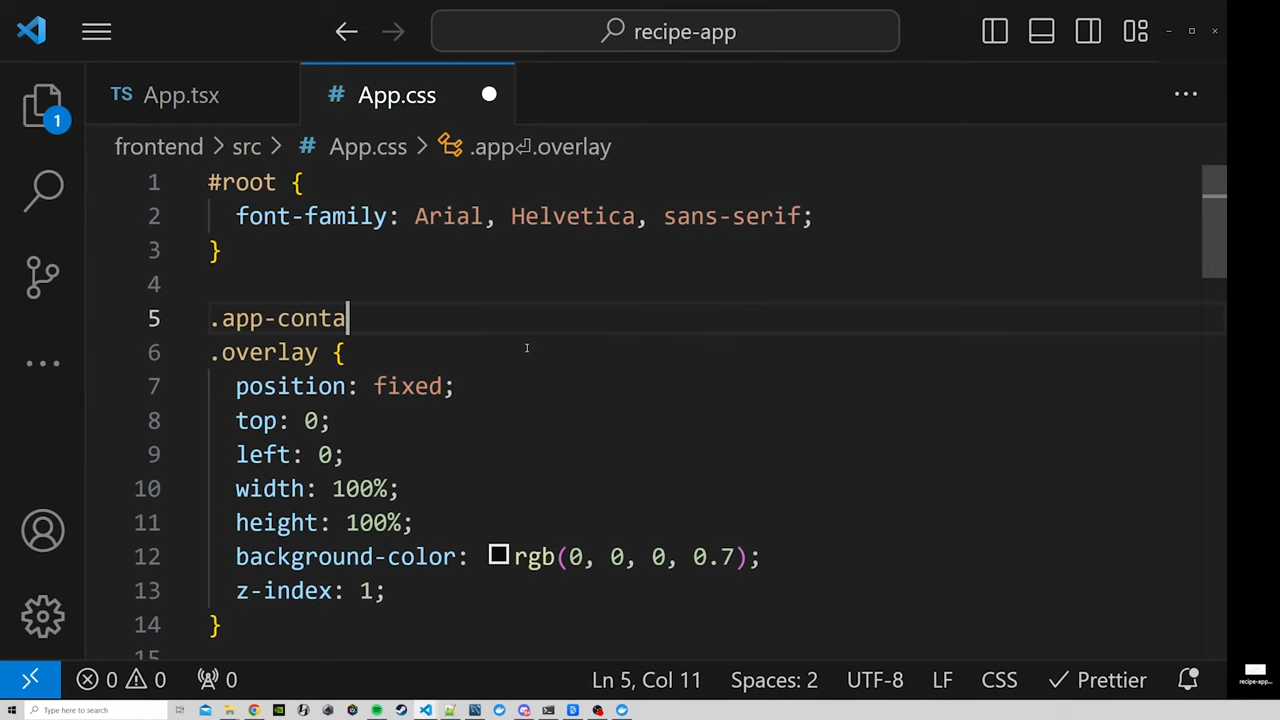 recipe-app
TS App.tsx
# App.css
frontend > src > # App.css > .app⏎.overlay
1
1 #root {
2 font-family: Arial, Helvetica, sans-serif;
3 }
4
5 .app-conta
6 .overlay {
7 position: fixed;
8 top: 0;
9 left: 0;
10 width: 100%;
11 height: 100%;
12 background-color: rgb(0, 0, 0, 0.7);
13 z-index: 1;
14 }
15
0 0 0 Ln 5, Col 11 Spaces: 2 UTF-8 LF CSS Prettier
Type here to search
recipe-app...